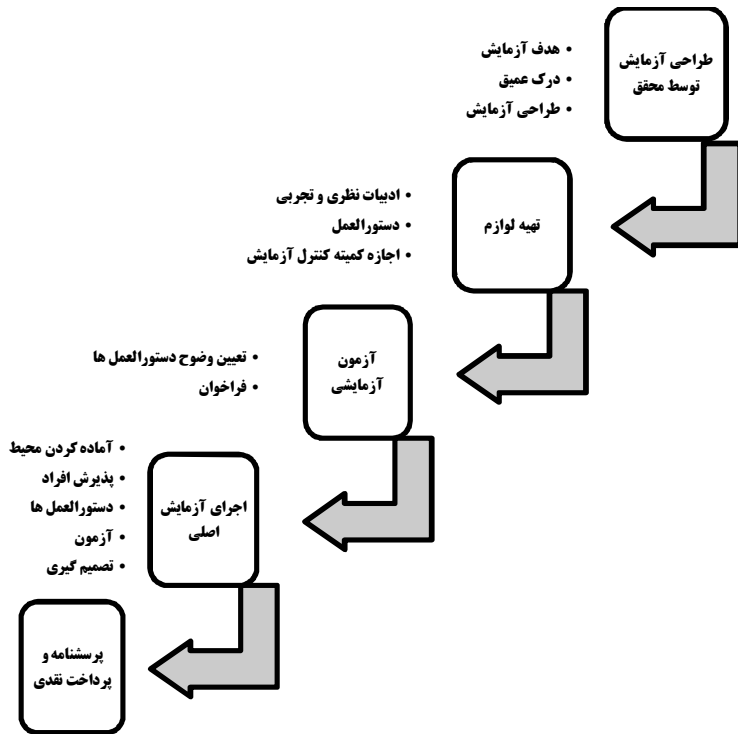 طراحی آزمایش
توسط محقق
• هدف آزمایش
• درک عمیق
• طراحی آزمایش
تهیه لوازم
• ادبیات نظری و تجربی
• دستورالعمل
• اجازه کمیته کنترل آزمایش
آزمون
آزمایشی
• تعیین وضوح دستورالعمل ها
• فراخوان
اجرای آزمایش
اصلی
• آماده کردن محیط
• پذیرش افراد
• دستورالعمل ها
• آزمون
• تصمیم گیری
پرسشنامه و
پرداخت نقدی